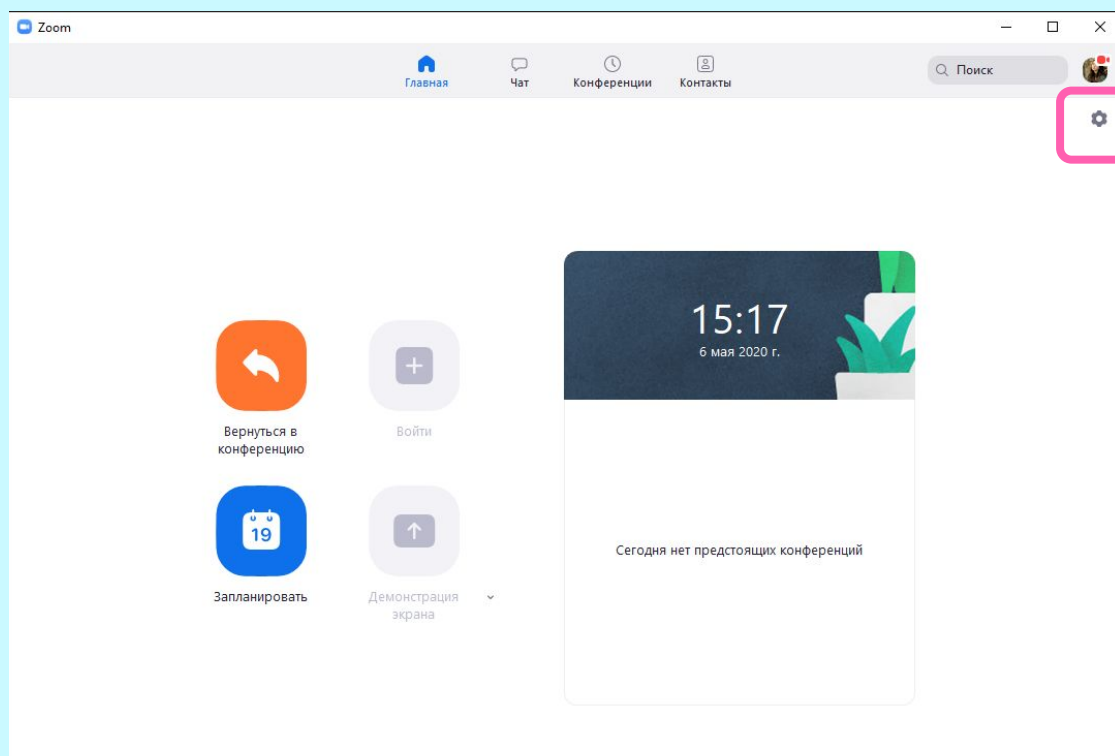 Zoom
Главная
Чат
Конференции
Контакты
Поиск
15:17
6 мая 2020 г.
Вернуться в
конференцию
Войти
19
Запланировать
Демонстрация
экрана
Сегодня нет предстоящих конференций